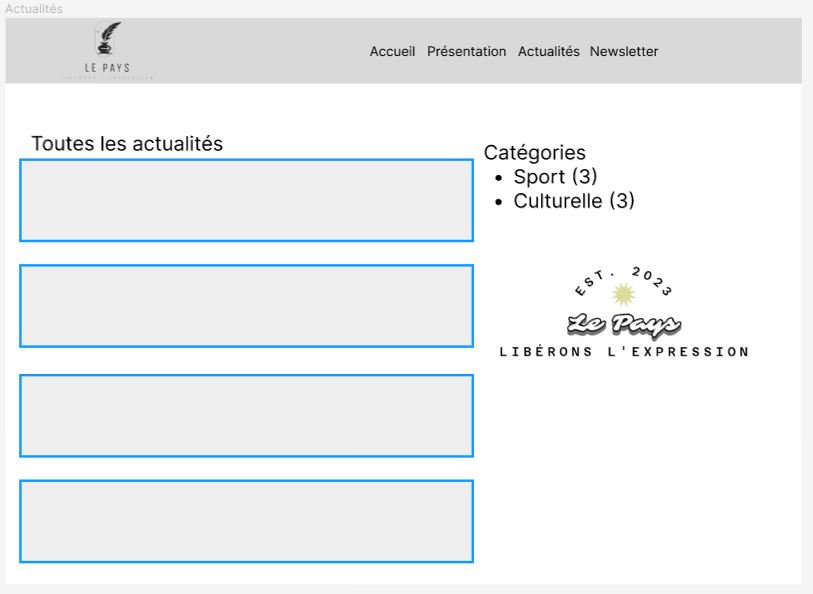 Actualités
LE PAYS
Accueil Présentation Actualités Newsletter
Toutes les actualités
Catégories
• Sport (3)
• Culturelle (3)
EST. 2023
Le Pays
LIBÉRONS L'EXPRESSION